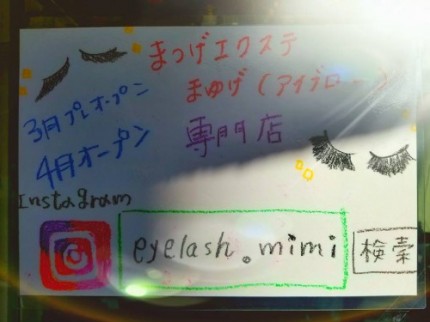 まつげエクステ
まゆげ(アイブロー)
専門店
3月プレオープン
4月オープン
Instagram
eyelash.mimi
検索